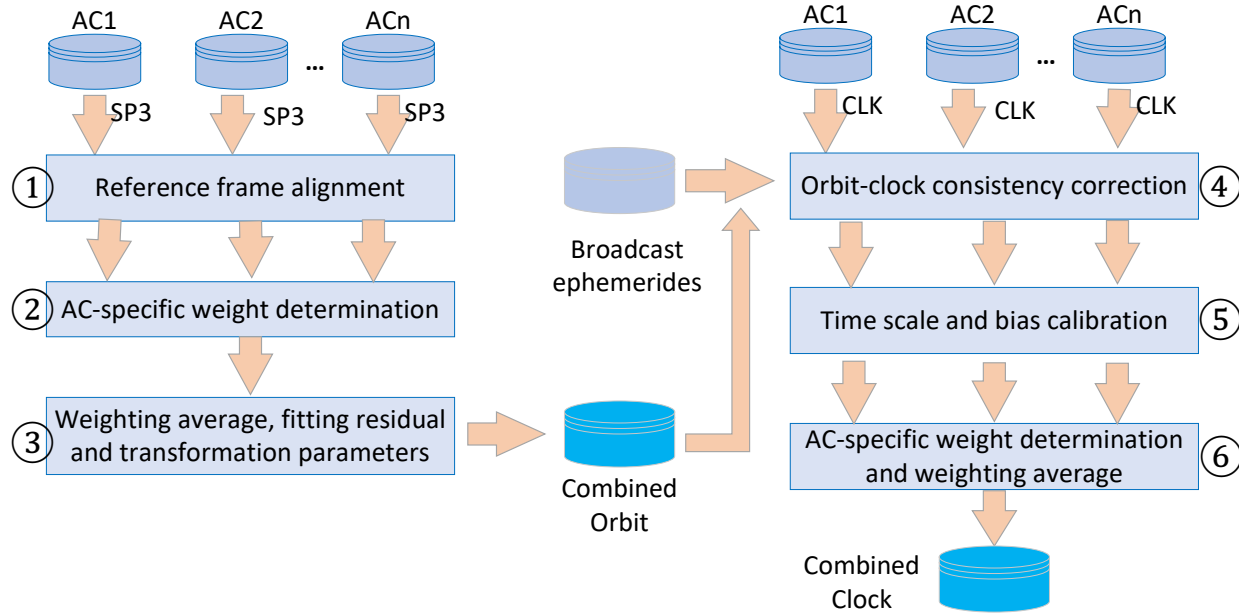 AC1
AC2
ACn
...
SP3
SP3
SP3
① Reference frame alignment
② AC-specific weight determination
③ Weighting average, fitting residual
and transformation parameters
Broadcast
ephemerides
Combined
Orbit
AC1
AC2
ACn
...
CLK
CLK
CLK
Orbit-clock consistency correction ④
Time scale and bias calibration ⑤
AC-specific weight determination
and weighting average ⑥
Combined
Clock